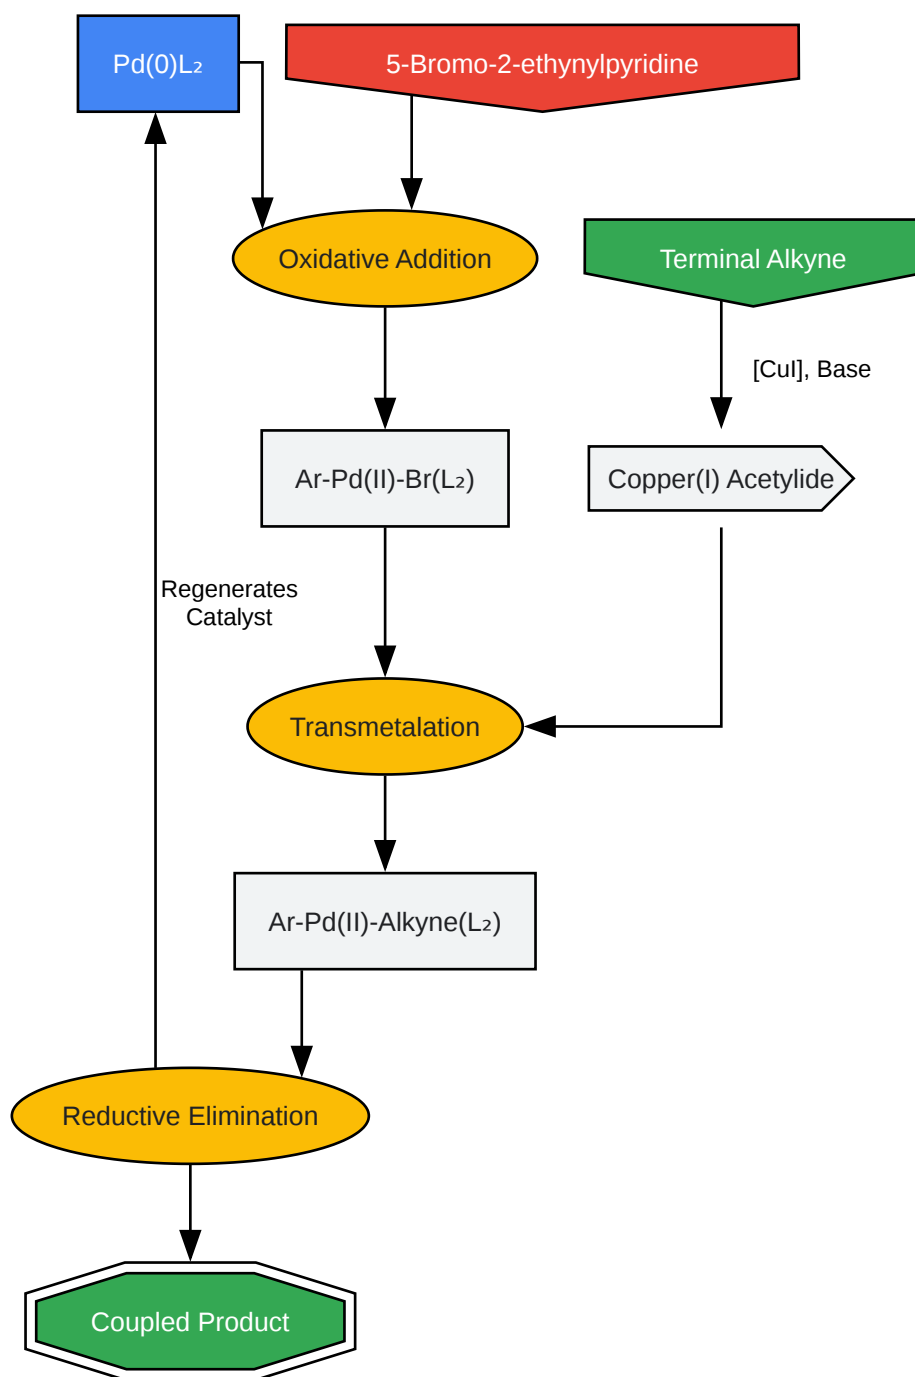 Pd(0)L₂
5-Bromo-2-ethynylpyridine
Oxidative Addition
Terminal Alkyne
[CuI], Base
Ar-Pd(II)-Br(L₂)
Copper(I) Acetylide
Regenerates
Catalyst
Transmetalation
Ar-Pd(II)-Alkyne(L₂)
Reductive Elimination
Coupled Product